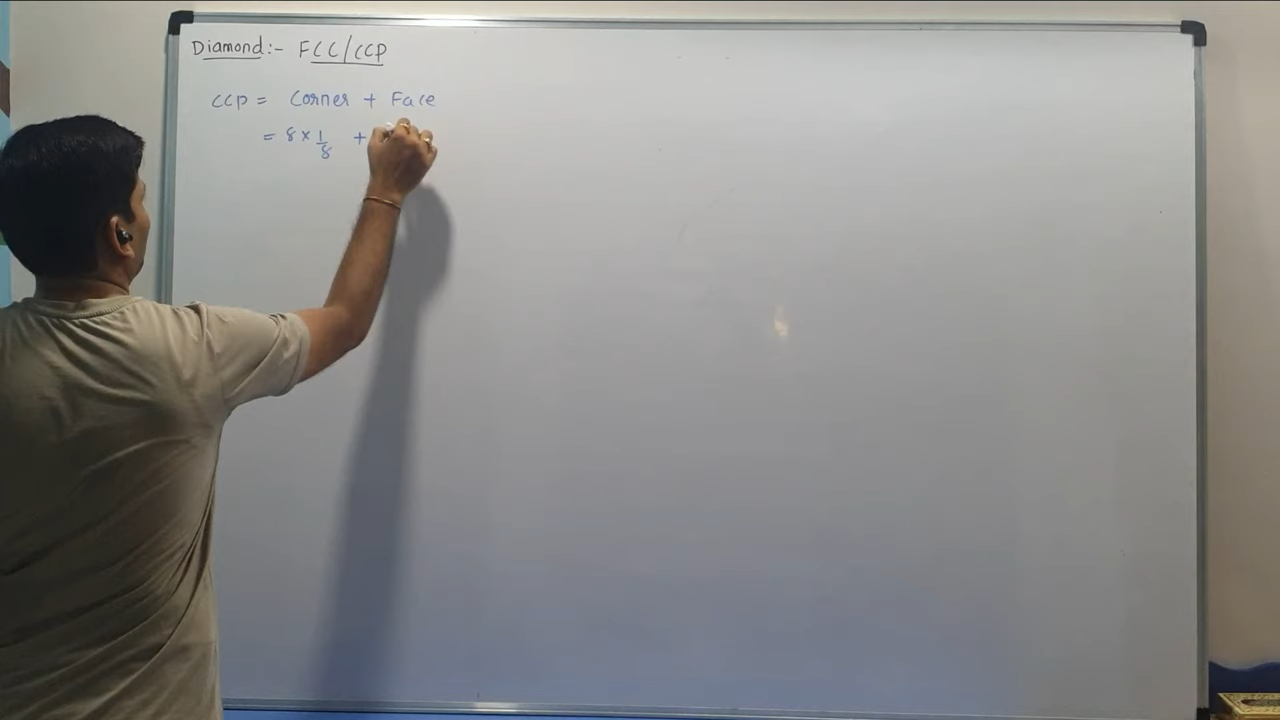 Diamond:- FCC/CCP
CCP = Corner + Face
= 8 × 1/8 +